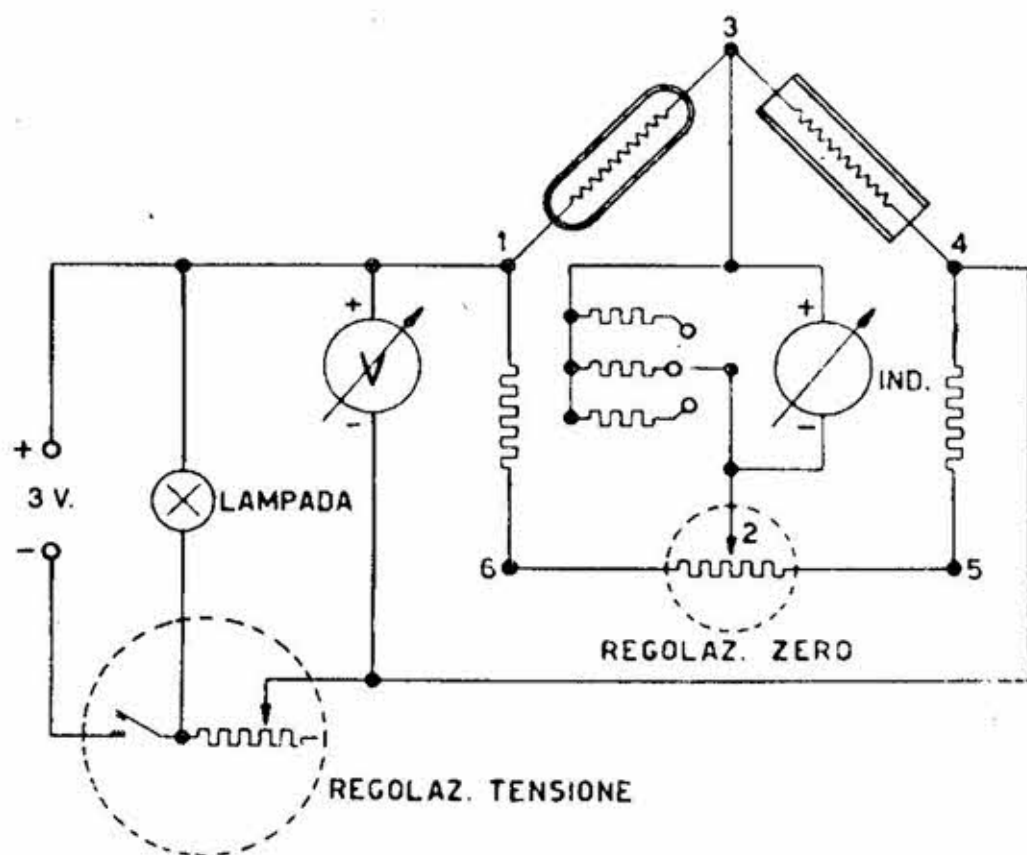 3
1
4
+
V
-
+
IND.
-
+
3 V.
-
LAMPADA
2
6
5
REGOLAZ. ZERO
REGOLAZ. TENSIONE